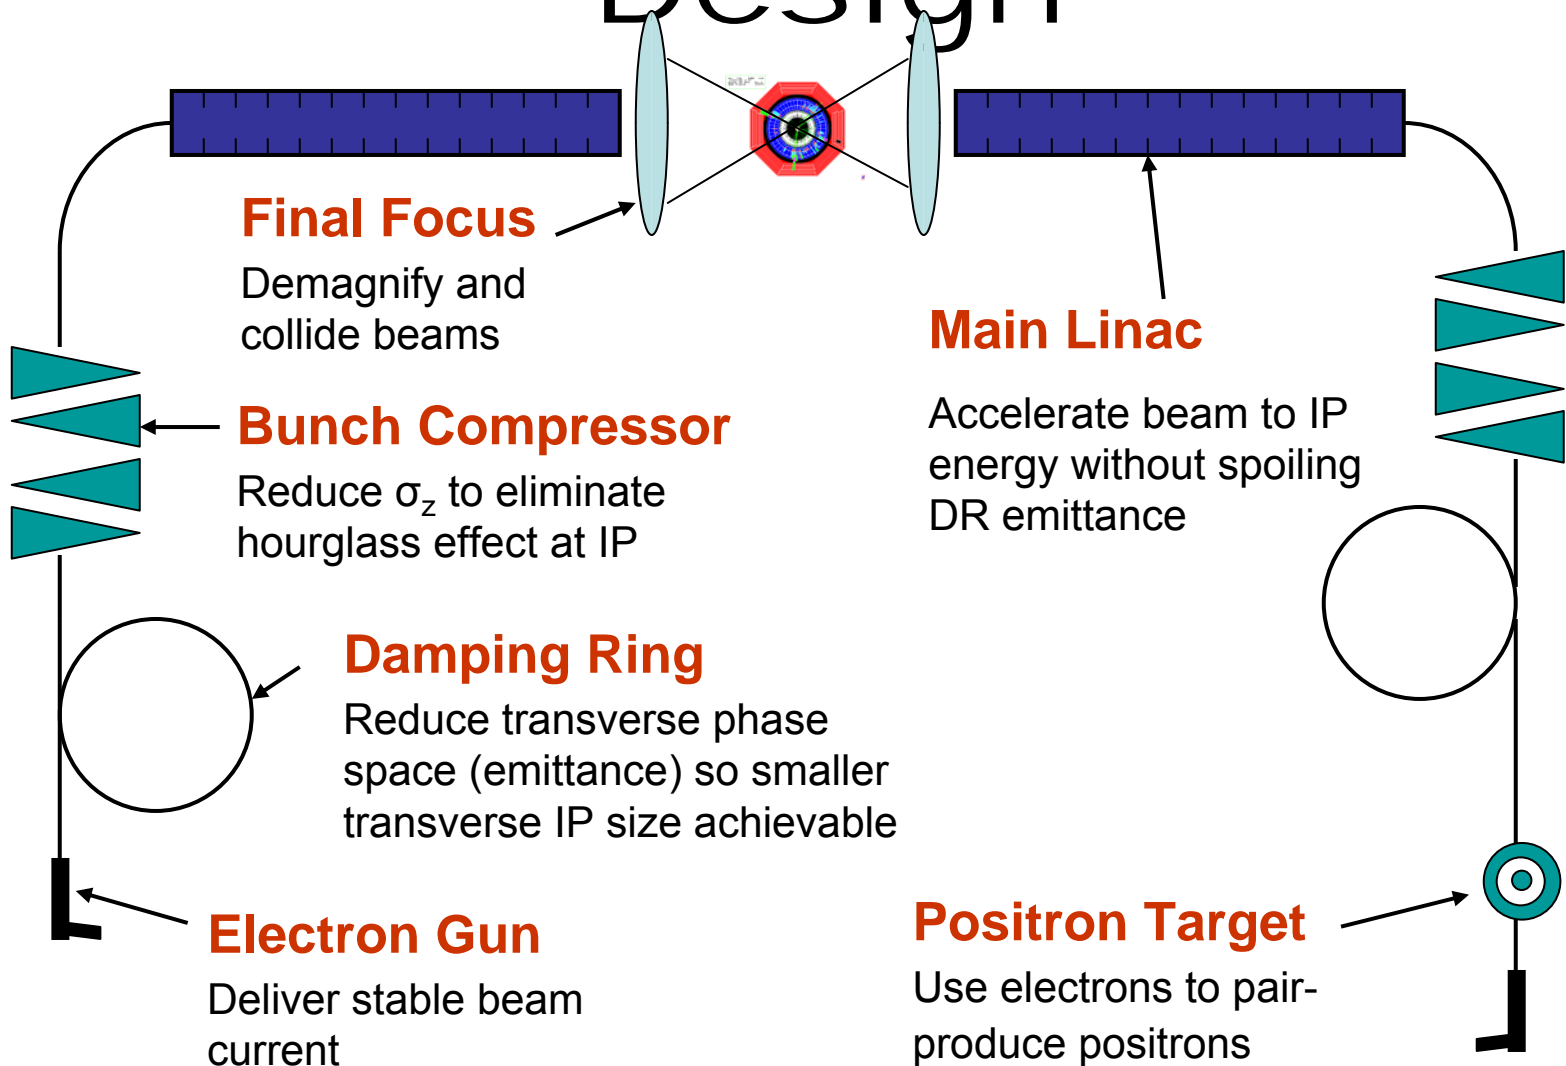 Design
Final Focus
Demagnify and
collide beams
Main Linac
Accelerate beam to IP
energy without spoiling
DR emittance
Bunch Compressor
Reduce σz to eliminate
hourglass effect at IP
Damping Ring
Reduce transverse phase
space (emittance) so smaller
transverse IP size achievable
Electron Gun
Deliver stable beam
current
Positron Target
Use electrons to pair-
produce positrons